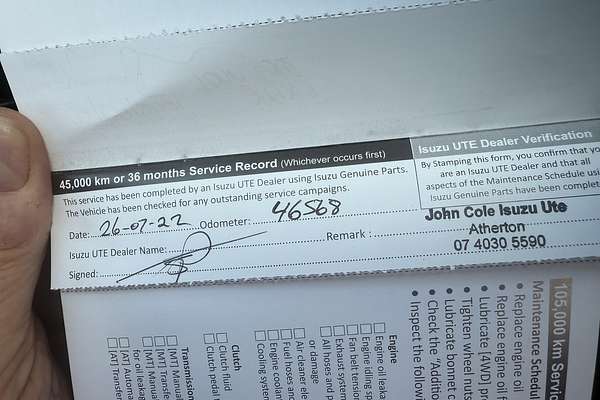 45,000 km or 36 months Service Record (Whichever occurs first)
This service has been completed by an Isuzu UTE Dealer using Isuzu Genuine Parts.
The Vehicle has been checked for any outstanding service campaigns.
Date: 26-07-22 Odometer: 46568
Isuzu UTE Dealer Name: Remark :
Signed:
Isuzu UTE Dealer Verification
By Stamping this form, you confirm that yo
are an Isuzu UTE Dealer and that all
aspects of the Maintenance Schedule usi
Isuzu Genuine Parts have been complet
John Cole Isuzu Ute
Atherton
07 4030 5590
105,000 km Servic
Maintenance Schedul
• Replace engine oil
• Replace engine oil f
• Lubricate [4WD] pr
• Tighten wheel nuts
• Lubricate bonnet c
• Check the "Additio
• Inspect the followi
Engine
Engine oil leaka
Engine idling sp
Fan belt tension
Exhaust system
All hoses and p
or damage
Air cleaner ele
Fuel hoses and
Engine coolan
Cooling system
Clutch
Clutch fluid
Clutch pedal
Transmission
[MT] Manual
[MT] Transfe
[MT] Manua
for oil leakag
[AT] Automa
[AT] Transfe